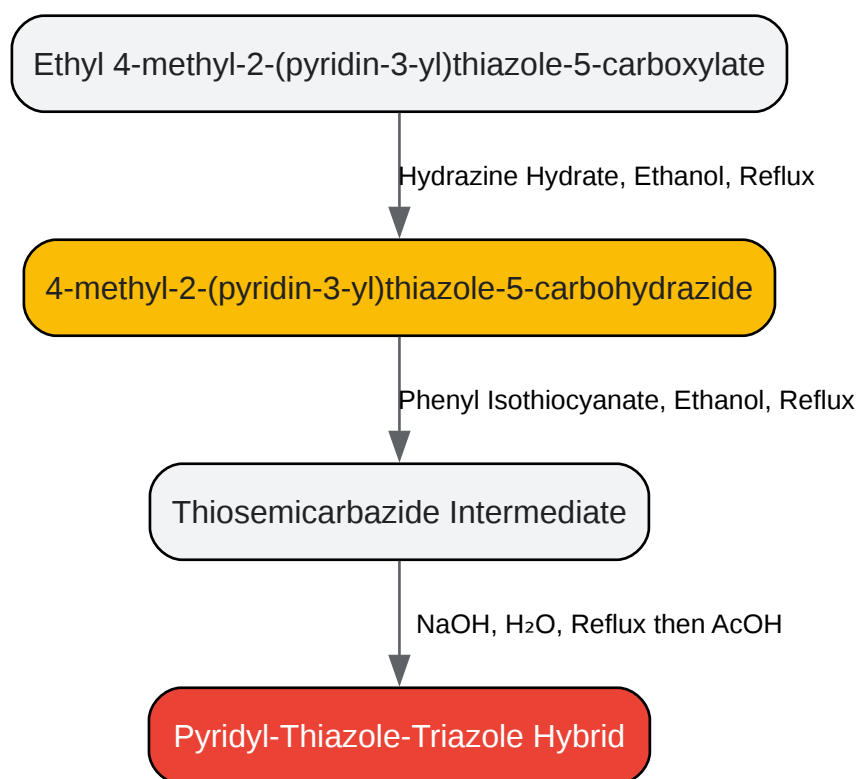 Ethyl 4-methyl-2-(pyridin-3-yl)thiazole-5-carboxylate
Hydrazine Hydrate, Ethanol, Reflux
4-methyl-2-(pyridin-3-yl)thiazole-5-carbohydrazide
Phenyl Isothiocyanate, Ethanol, Reflux
Thiosemicarbazide Intermediate
NaOH, H₂O, Reflux then AcOH
Pyridyl-Thiazole-Triazole Hybrid